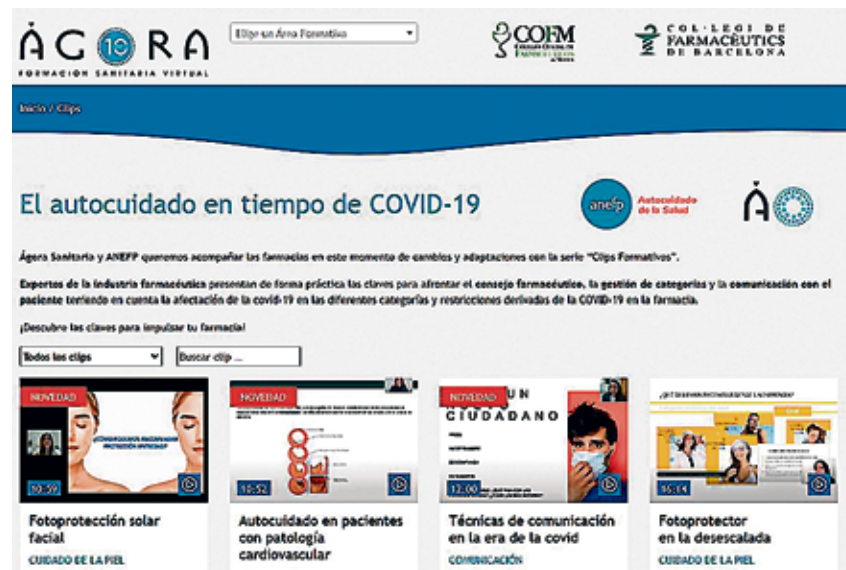 ÀGORA
10
FORMACIÓN SANITARIA VIRTUAL
Elige un Área Formativa
COFM
COL·LEGI DE
FARMACÈUTICS
DE BARCELONA
Inicio / Clips
El autocuidado en tiempo de COVID-19
anefp
Autocuidado
de la Salud
À
Ágora Sanitaria y ANEFP queremos acompañar las farmacias en este momento de cambios y adaptaciones con la serie "Clips Formativos".
Expertos de la industria farmacéutica presentan de forma práctica las claves para afrontar el consejo farmacéutico, la gestión de categorías y la comunicación con el
paciente teniendo en cuenta la afectación de la covid-19 en las diferentes categorías y restricciones derivadas de la COVID-19 en la farmacia.
¡Descubre las claves para impulsar tu farmacia!
Todos los clips
Buscar clip ...
NOVEDAD
10:59
Fotoprotección solar
facial
CUIDADO DE LA PIEL
NOVEDAD
10:52
Autocuidado en pacientes
con patología
cardiovascular
NOVEDAD
UN
CIUDADANO
12:00
Técnicas de comunicación
en la era de la covid
COMUNICACIÓN
Fotoprotector
en la desescalada
CUIDADO DE LA PIEL